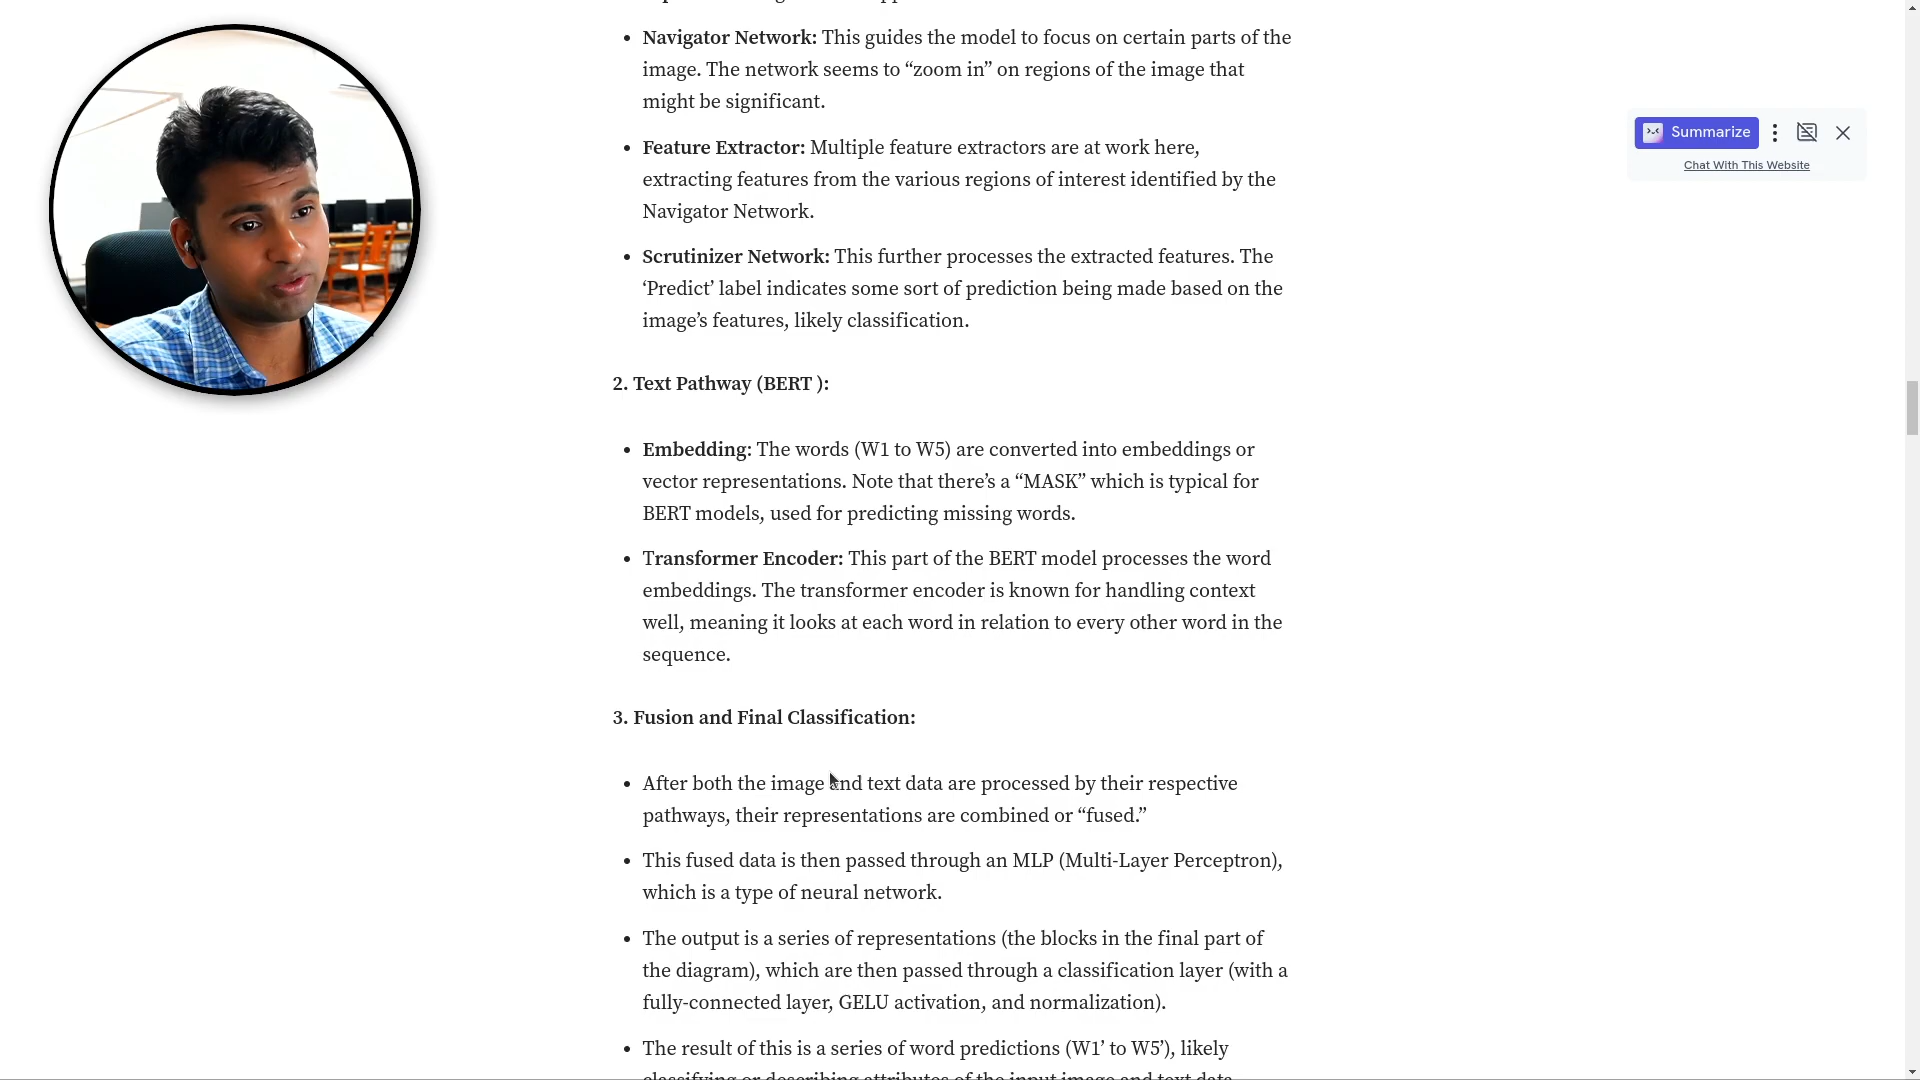 Navigator Network: This guides the model to focus on certain parts of the
image. The network seems to “zoom in” on regions of the image that
might be significant.
Feature Extractor: Multiple feature extractors are at work here,
extracting features from the various regions of interest identified by the
Navigator Network.
Scrutinizer Network: This further processes the extracted features. The
‘Predict’ label indicates some sort of prediction being made based on the
image’s features, likely classification.
2. Text Pathway (BERT ):
Embedding: The words (W1 to W5) are converted into embeddings or
vector representations. Note that there’s a “MASK” which is typical for
BERT models, used for predicting missing words.
Transformer Encoder: This part of the BERT model processes the word
embeddings. The transformer encoder is known for handling context
well, meaning it looks at each word in relation to every other word in the
sequence.
3. Fusion and Final Classification:
After both the image and text data are processed by their respective
pathways, their representations are combined or “fused.”
This fused data is then passed through an MLP (Multi-Layer Perceptron),
which is a type of neural network.
The output is a series of representations (the blocks in the final part of
the diagram), which are then passed through a classification layer (with a
fully-connected layer, GELU activation, and normalization).
The result of this is a series of word predictions (W1’ to W5’), likely
classifying or describing attributes of the input image and text data.
Summarize
Chat With This Website